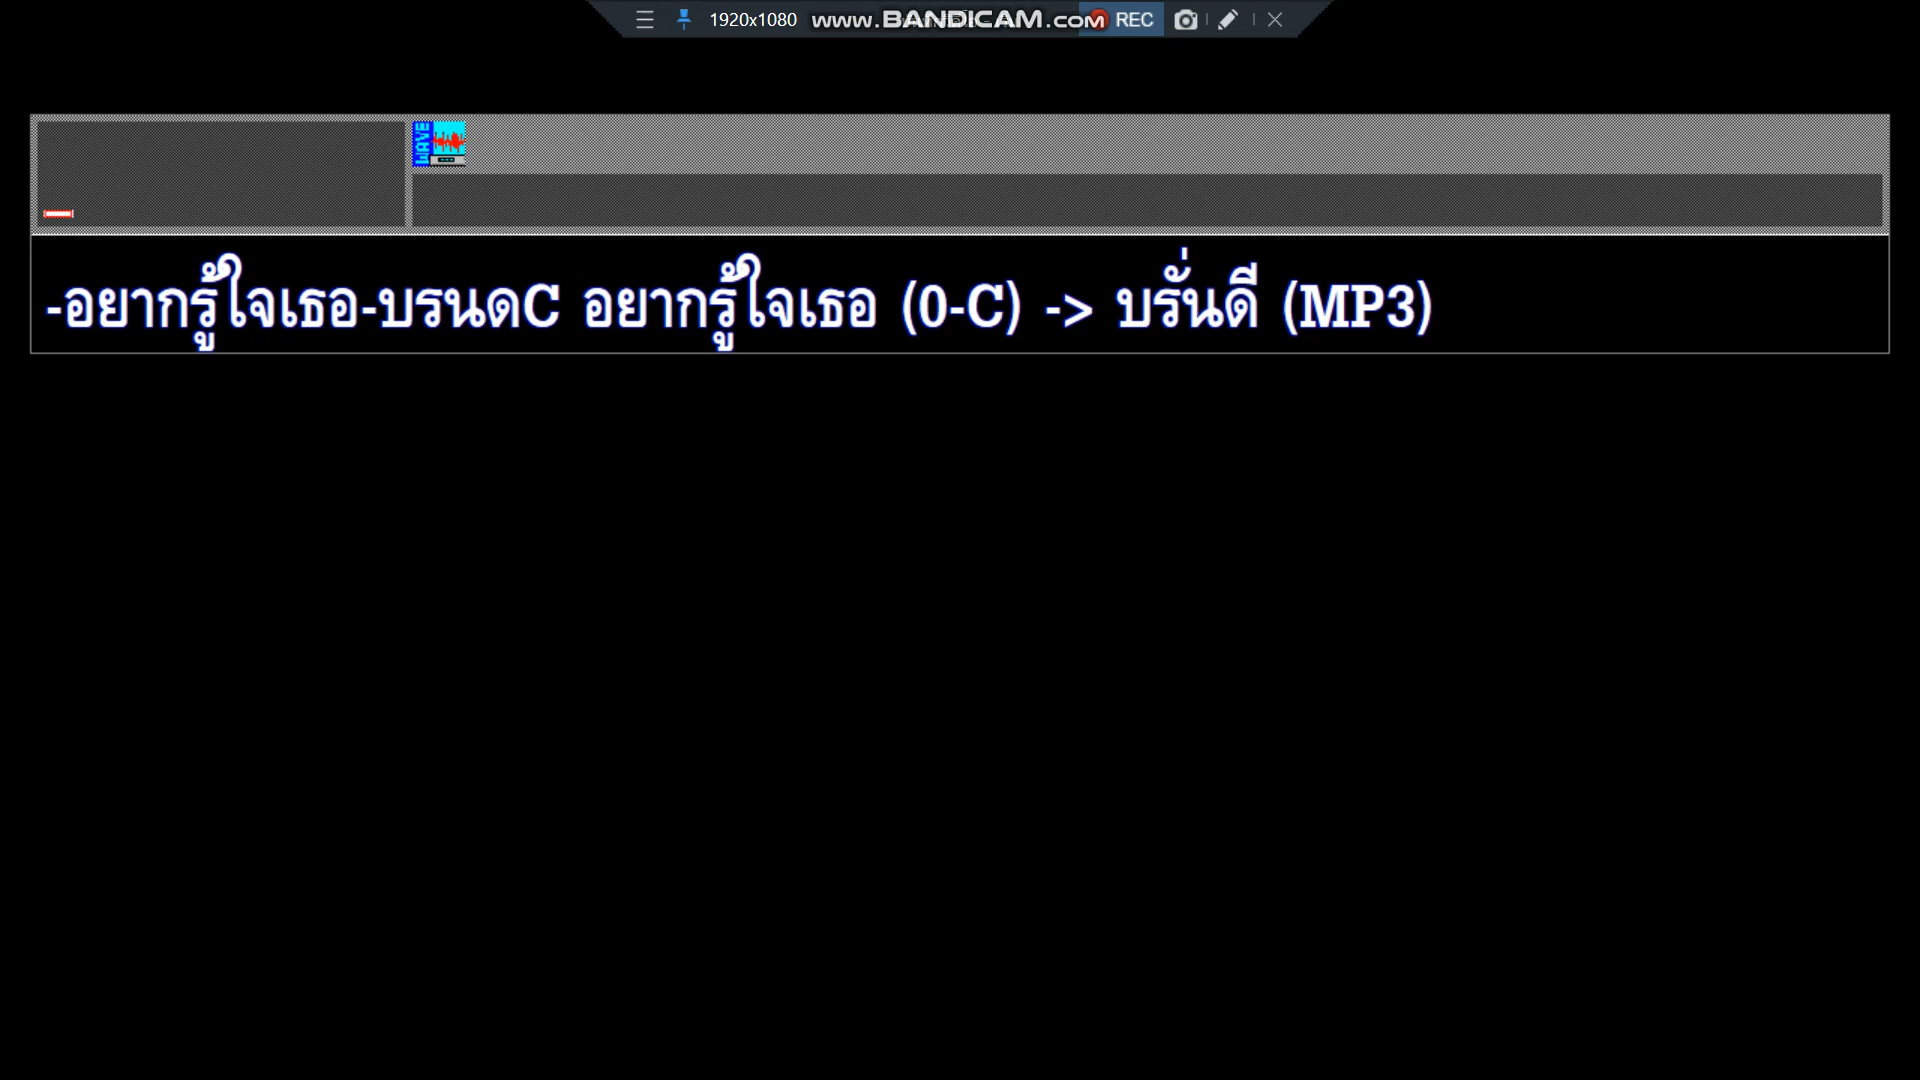 1920x1080 www.BANDICAM.com REC
WAVE
-อยากรู้ใจเธอ-บรนดC อยากรู้ใจเธอ (0-C) -> บรั่นดี (MP3)